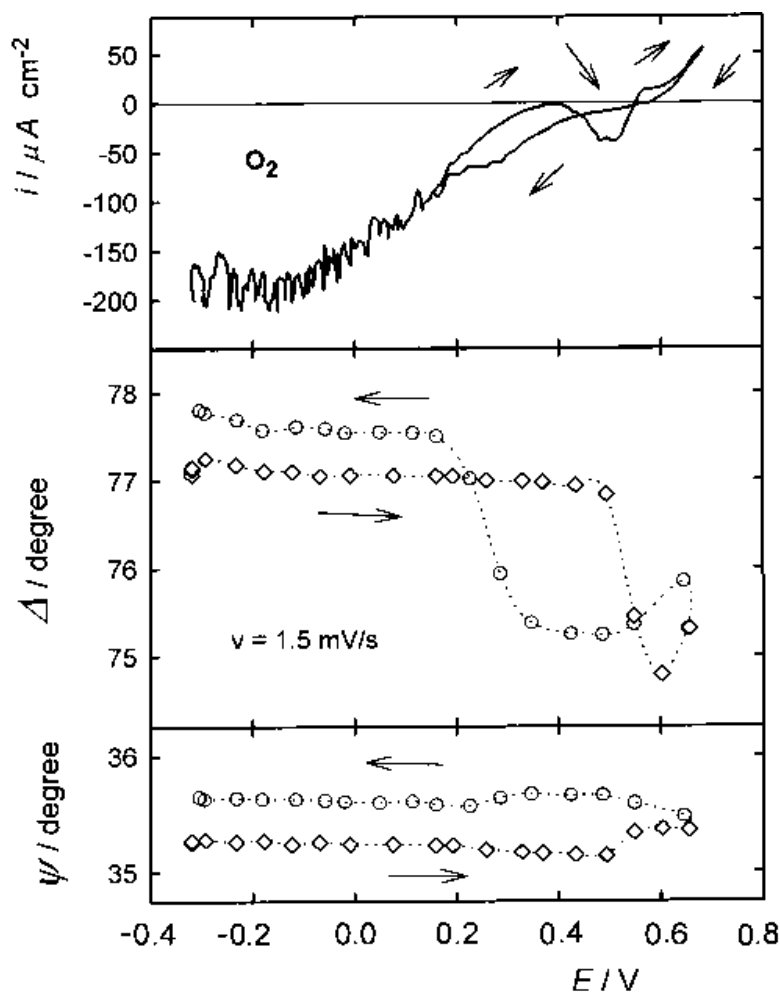 i / μA cm⁻²
50
0
-50
-100
-150
-200
O₂
Δ / degree
78
77
76
75
v = 1.5 mV/s
ψ / degree
36
35
-0.4 -0.2 0.0 0.2 0.4 0.6 0.8
E / V